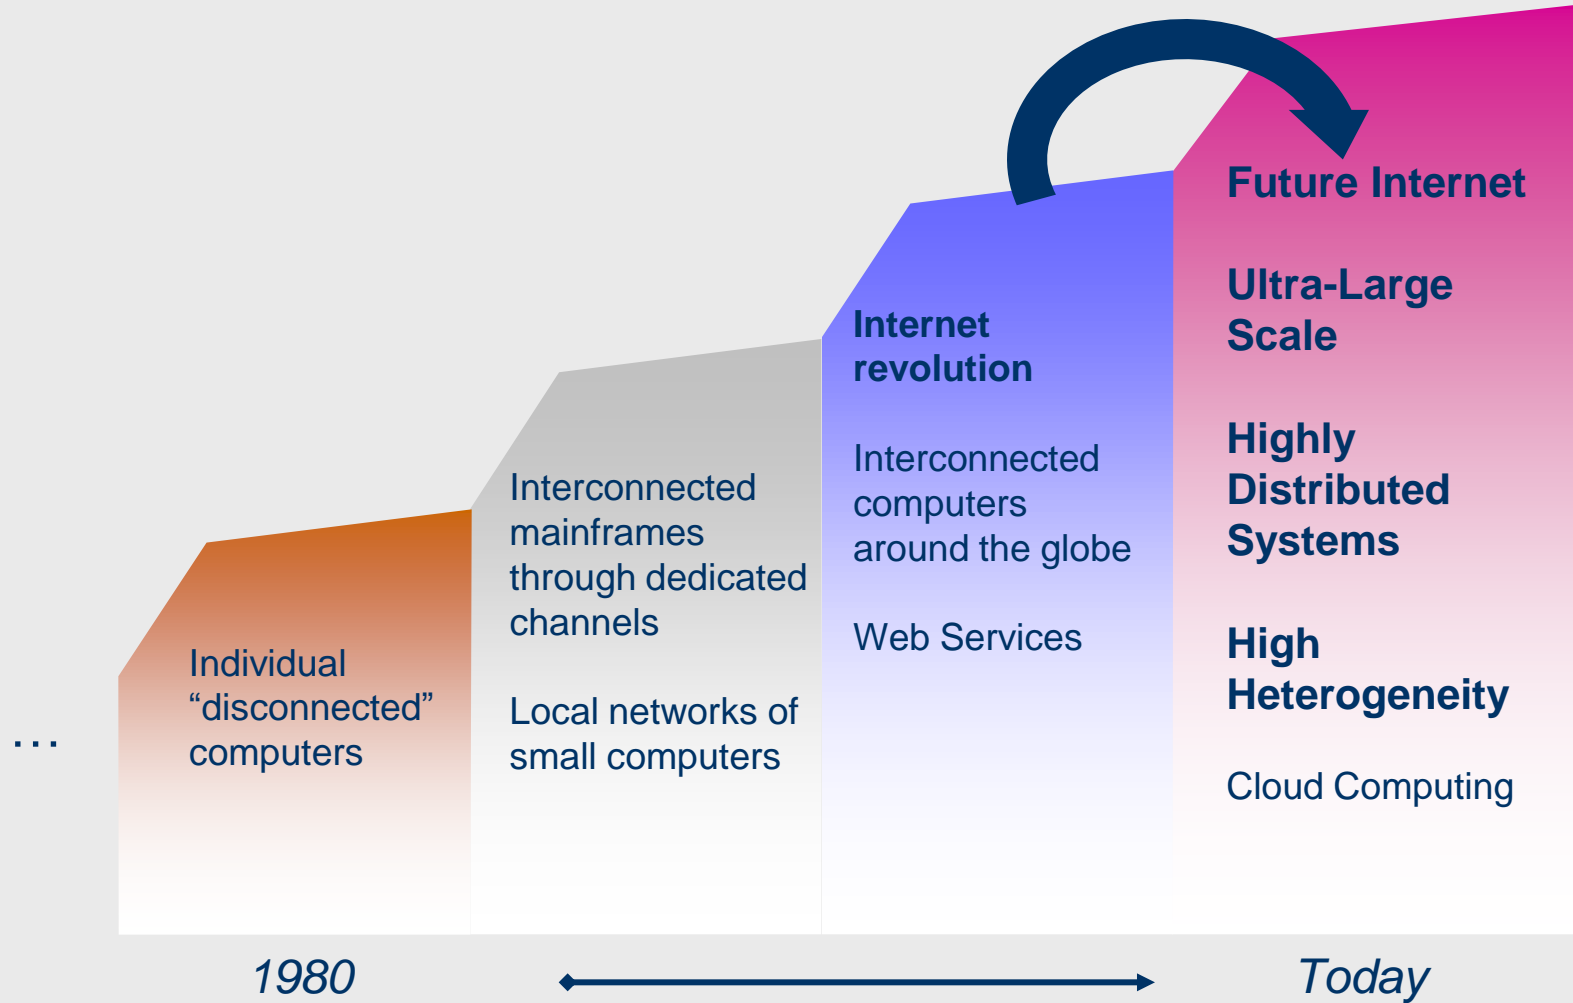 …
Individual
“disconnected”
computers
Interconnected
mainframes
through dedicated
channels
Local networks of
small computers
Internet
revolution
Interconnected
computers
around the globe
Web Services
Future Internet
Ultra-Large
Scale
Highly
Distributed
Systems
High
Heterogeneity
Cloud Computing
1980
Today